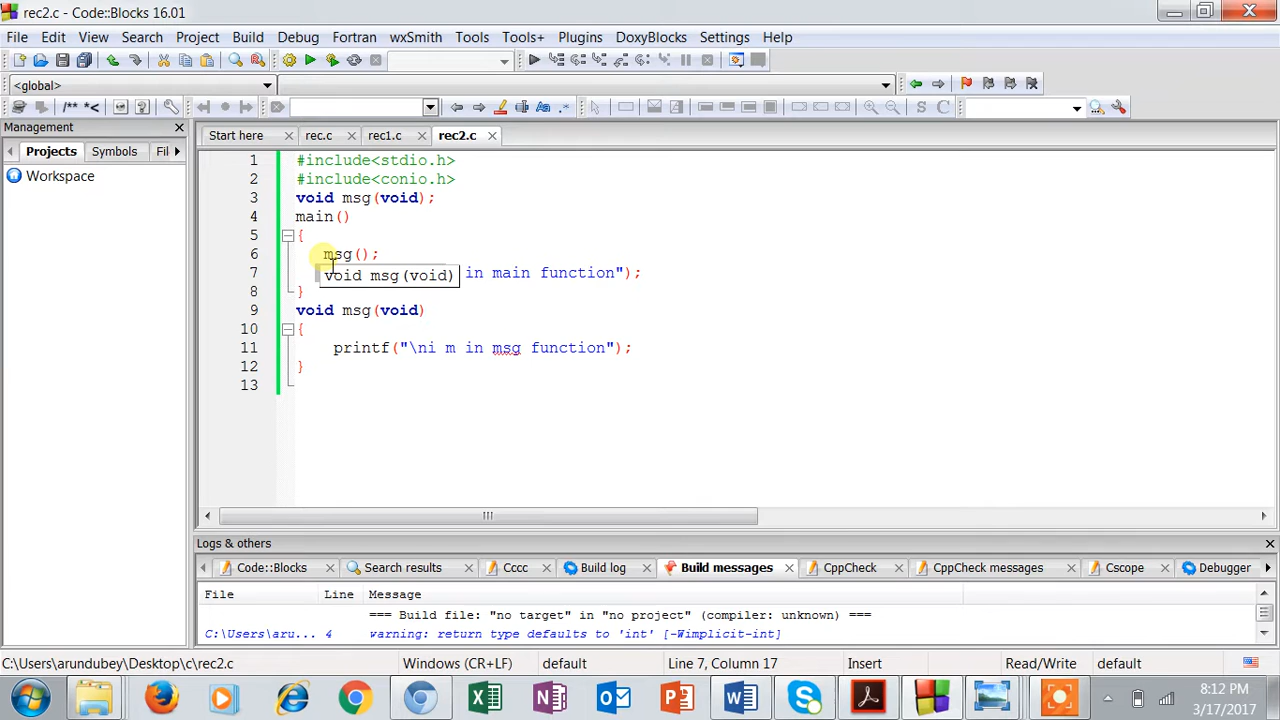 rec2.c - Code::Blocks 16.01
File Edit View Search Project Build Debug Fortran wxSmith Tools Tools+ Plugins DoxyBlocks Settings Help
<global>
/** *<
S C
Management
Start here rec.c rec1.c rec2.c
Projects Symbols Fil
Workspace
1 #include<stdio.h>
2 #include<conio.h>
3 void msg(void);
4 main()
5 {
6 msg();
7 in main function");
void msg(void)
8 }
9 void msg(void)
10 {
11 printf("\ni m in msg function");
12 }
13
Logs & others
Code::Blocks Search results Cccc Build log Build messages CppCheck CppCheck messages Cscope Debugger
File Line Message
=== Build file: "no target" in "no project" (compiler: unknown) ===
C:\Users\aru... 4 warning: return type defaults to 'int' [-Wimplicit-int]
C:\Users\arundubey\Desktop\c\rec2.c Windows (CR+LF) default Line 7, Column 17 Insert Read/Write default
8:12 PM
3/17/2017